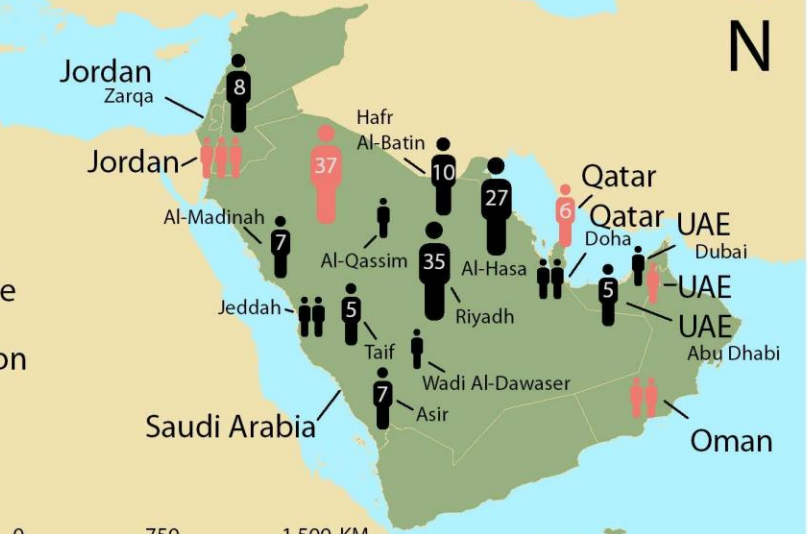 N
Jordan
Zarqa
8
Hafr
Al-Batin
10
Jordan
37
27
Qatar
6
Qatar
Doha
UAE
Dubai
Al-Madinah
7
Al-Qassim
35
Al-Hasa
5
UAE
e
Jeddah
5
Riyadh
UAE
Abu Dhabi
Taif
on
Wadi Al-Dawaser
7
Asir
Saudi Arabia
Oman
0 750 1,500 KM